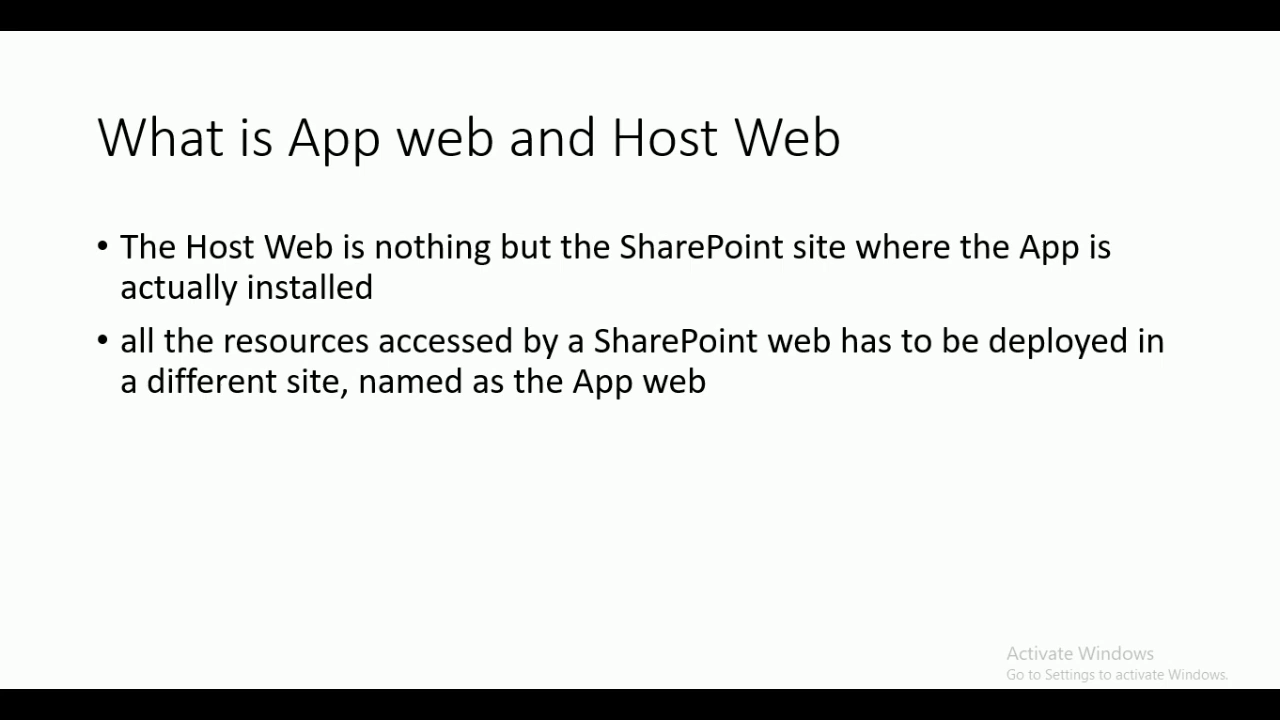 What is App web and Host Web
• The Host Web is nothing but the SharePoint site where the App is
actually installed
• all the resources accessed by a SharePoint web has to be deployed in
a different site, named as the App web
Activate Windows
Go to Settings to activate Windows.